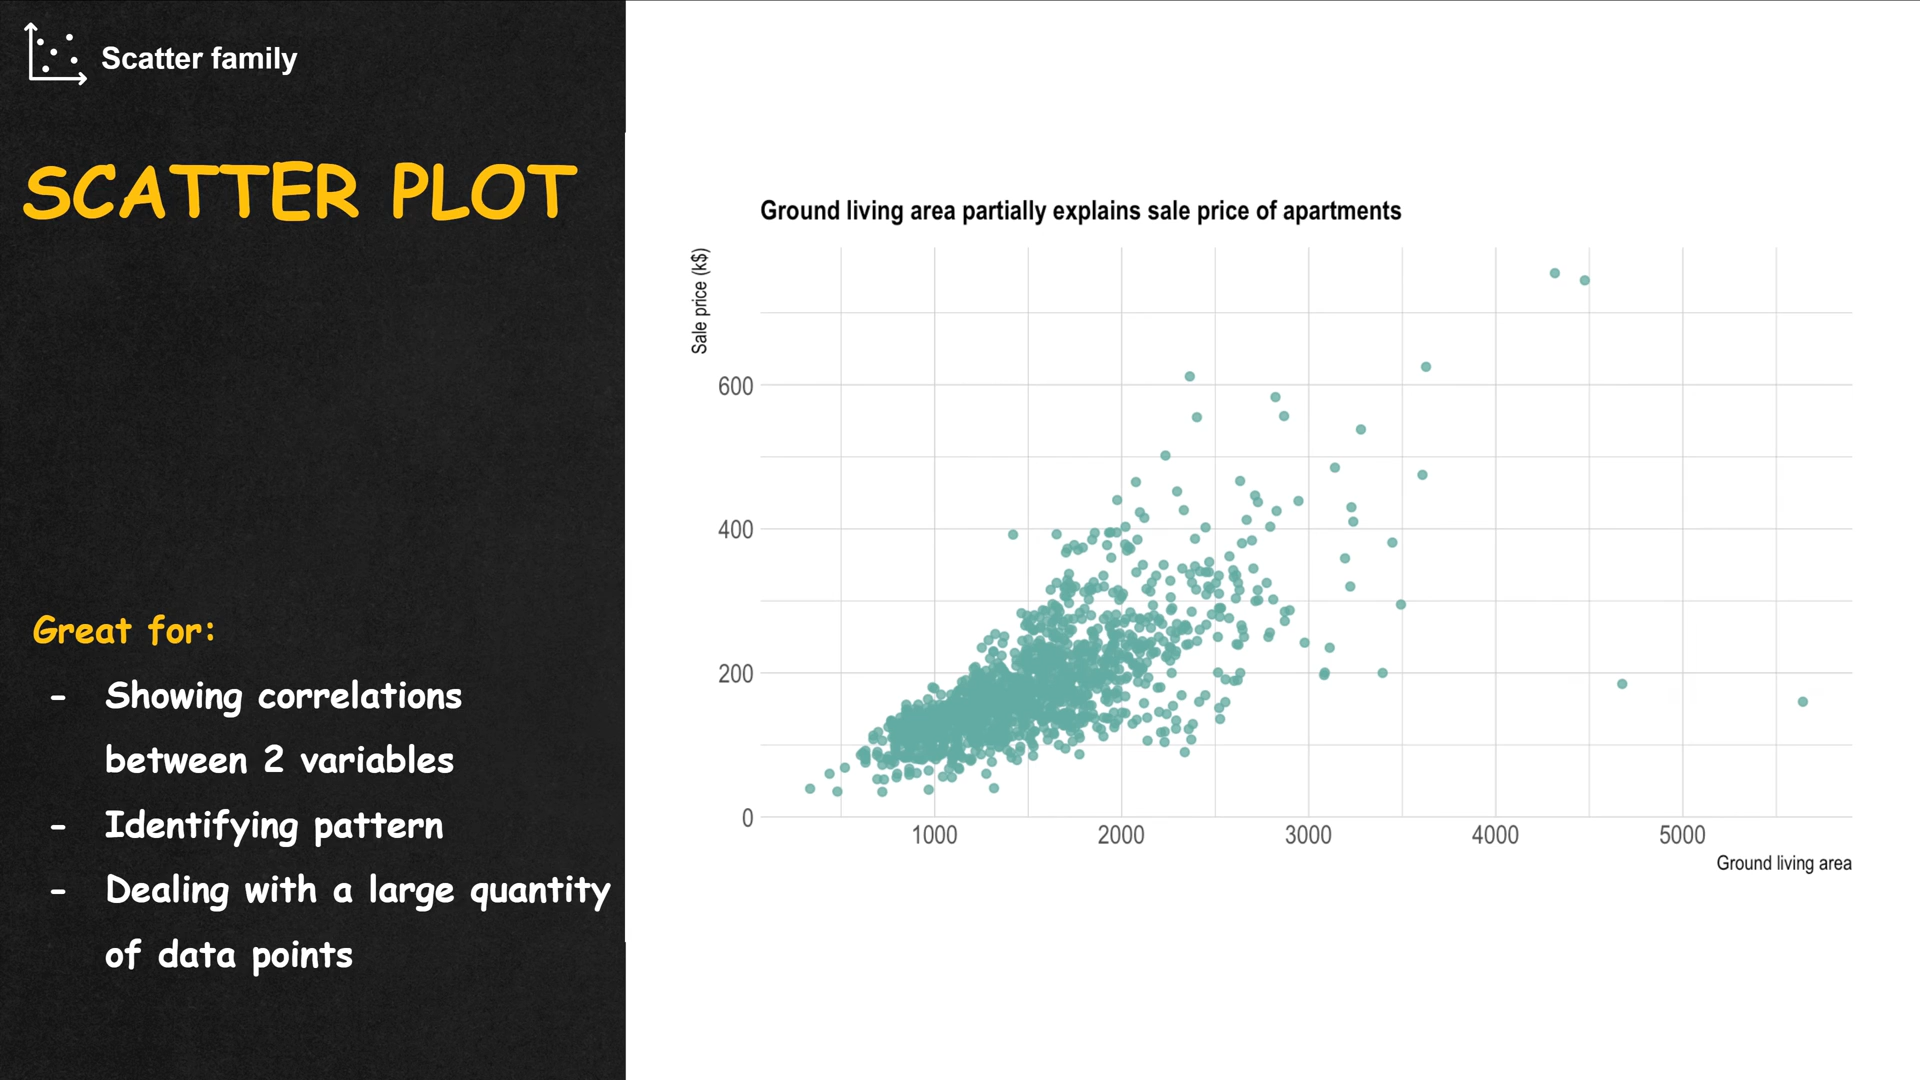 Scatter family
SCATTER PLOT
Great for:
- Showing correlations
between 2 variables
- Identifying pattern
- Dealing with a large quantity
of data points
Ground living area partially explains sale price of apartments
Sale price (k$)
600
400
200
0
1000 2000 3000 4000 5000
Ground living area